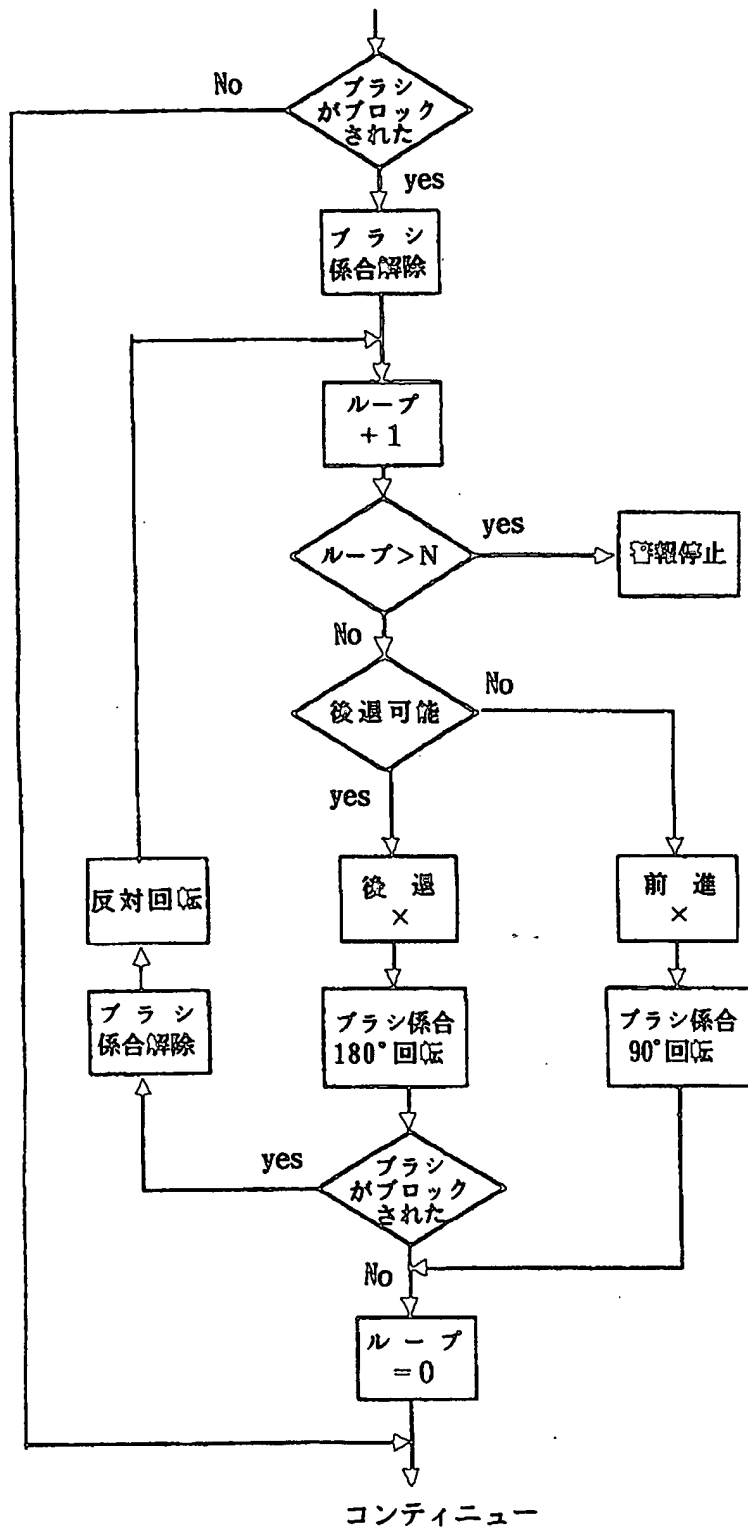 No
ブラシ
がブロック
された
yes
ブラシ
係合解除
ループ
+1
ループ>N
yes
警報停止
No
後退可能
No
yes
反対回転
後退
×
前進
×
ブラシ
係合解除
ブラシ係合
180°回転
ブラシ係合
90°回転
yes
ブラシ
がブロック
された
No
ループ
=0
コンティニュー